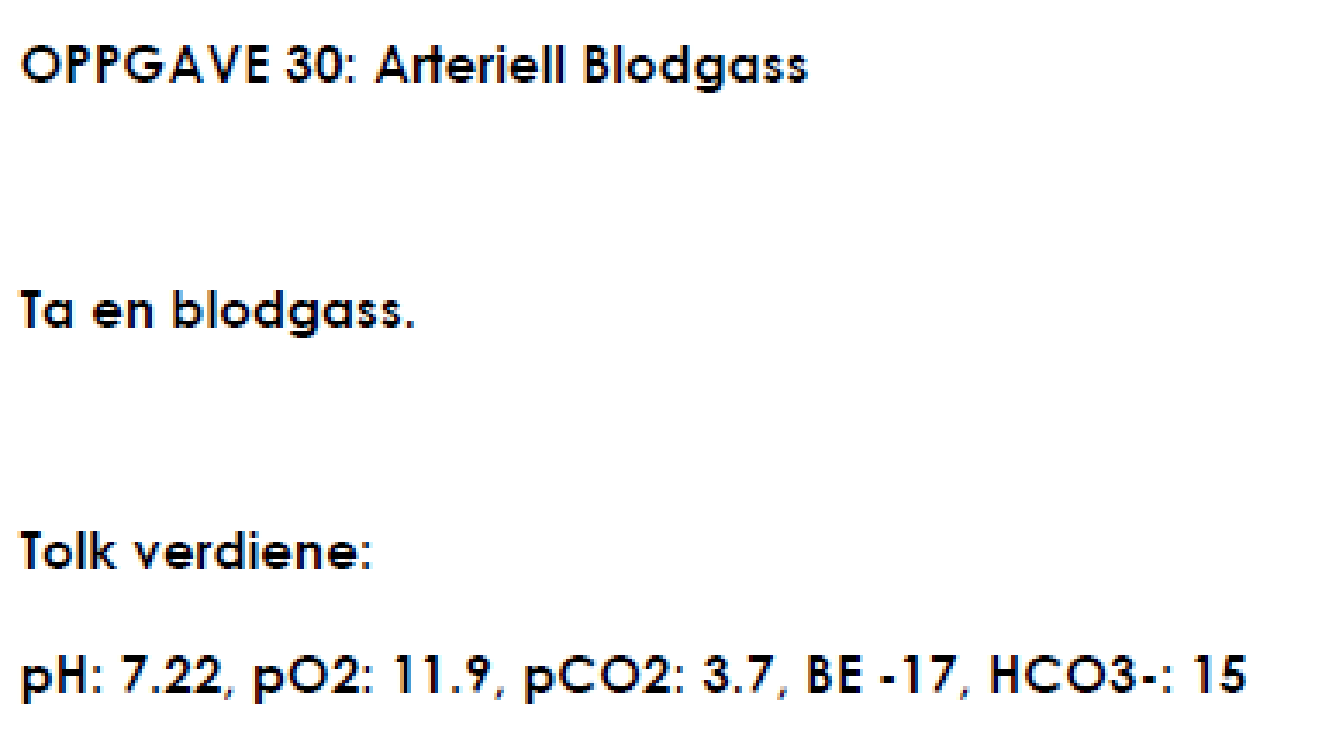 OPPGAVE 30: Arteriell Blodgass
Ta en blodgass.
Tolk verdiene:
pH: 7.22, pO2: 11.9, pCO2: 3.7, BE -17, HCO3-: 15